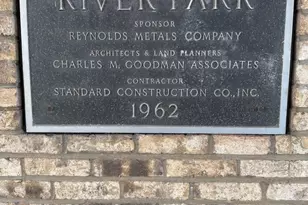 RIVER PARK
SPONSOR
REYNOLDS METALS COMPANY
ARCHITECTS & LAND PLANNERS
CHARLES M. GOODMAN ASSOCIATES
CONTRACTOR
STANDARD CONSTRUCTION CO., INC.
1962